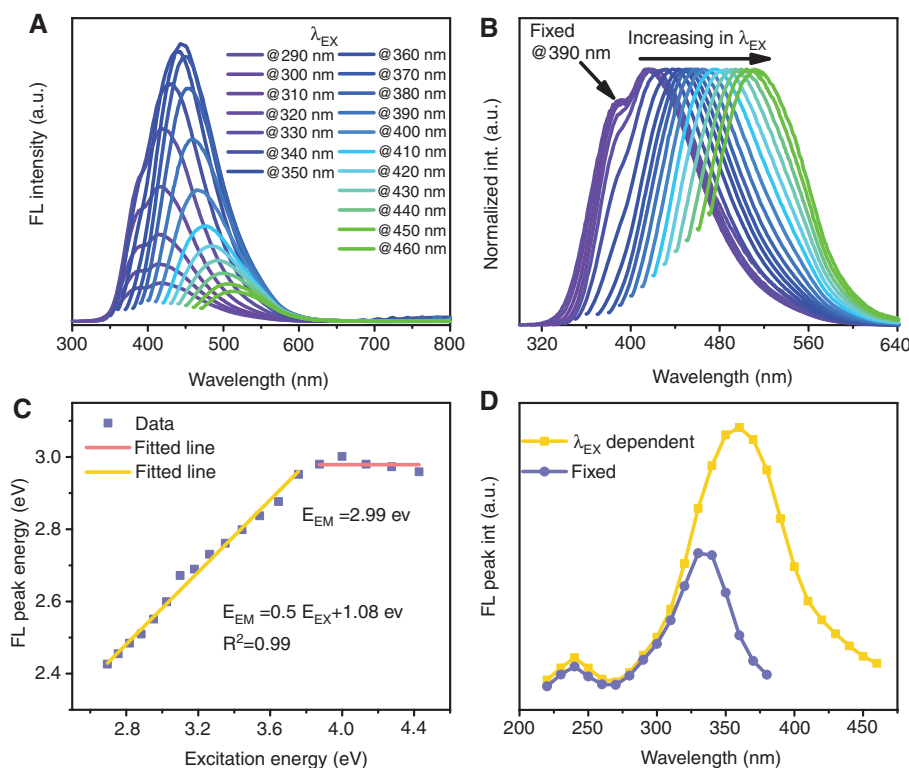 A
λEX
@290 nm
@300 nm
@310 nm
@320 nm
@330 nm
@340 nm
@350 nm
@360 nm
@370 nm
@380 nm
@390 nm
@400 nm
@410 nm
@420 nm
@430 nm
@440 nm
@450 nm
@460 nm
FL intensity (a.u.)
300 400 500 600 700 800
Wavelength (nm)
B
Fixed
@390 nm
Increasing in λEX
Normalized int. (a.u.)
320 400 480 560 640
Wavelength (nm)
C
Data
Fitted line
Fitted line
EEM =2.99 ev
EEM =0.5 EEX+1.08 ev
R²=0.99
FL peak energy (eV)
3.0
2.8
2.6
2.4
2.8 3.2 3.6 4.0 4.4
Excitation energy (eV)
D
λEX dependent
Fixed
FL peak int (a.u.)
200 250 300 350 400 450
Wavelength (nm)